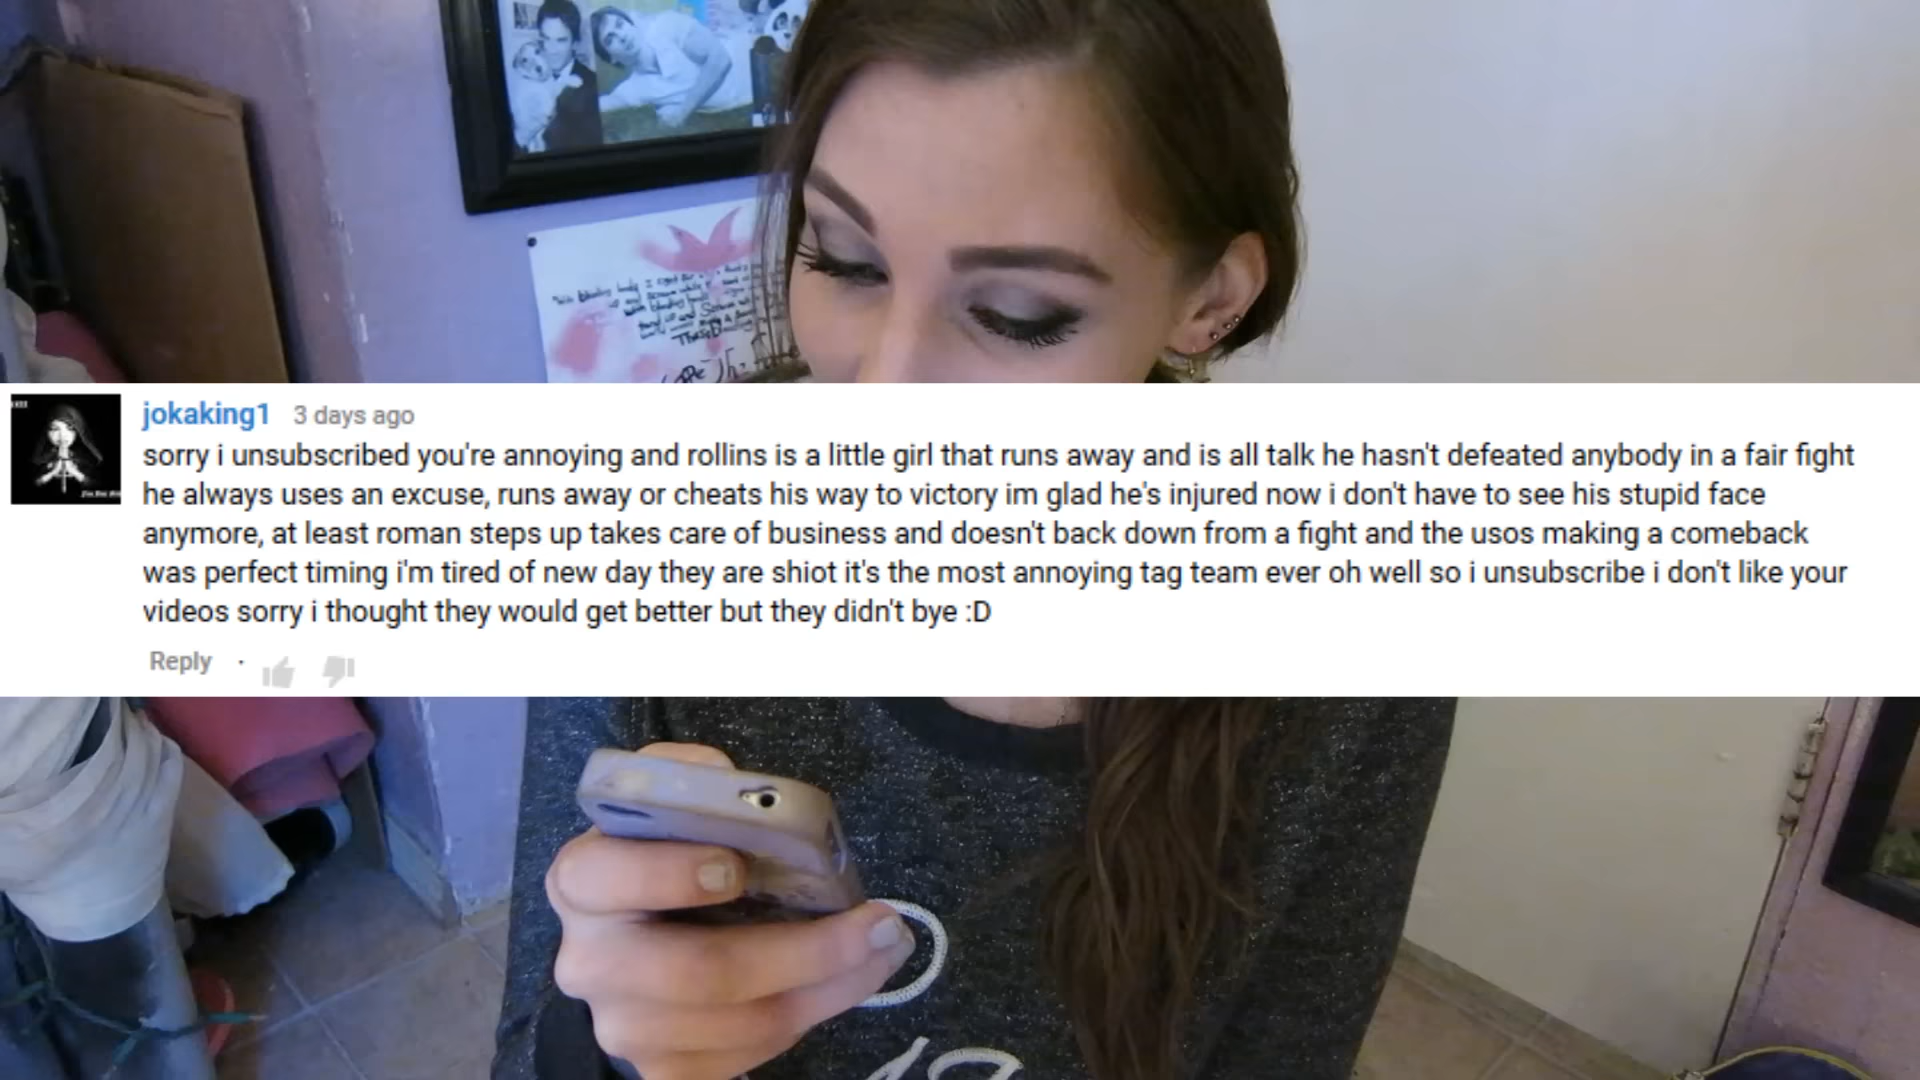 jokaking1 3 days ago
sorry i unsubscribed you're annoying and rollins is a little girl that runs away and is all talk he hasn't defeated anybody in a fair fight
he always uses an excuse, runs away or cheats his way to victory im glad he's injured now i don't have to see his stupid face
anymore, at least roman steps up takes care of business and doesn't back down from a fight and the usos making a comeback
was perfect timing i'm tired of new day they are shiot it's the most annoying tag team ever oh well so i unsubscribe i don't like your
videos sorry i thought they would get better but they didn't bye :D
Reply ·